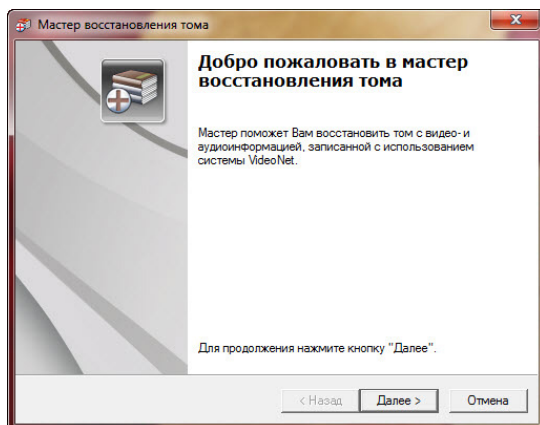 Мастер восстановления тома
Добро пожаловать в мастер
восстановления тома
Мастер поможет Вам восстановить том с видео- и
аудиоинформацией, записанной с использованием
системы VideoNet.
Для продолжения нажмите кнопку "Далее".
< Назад Далее > Отмена